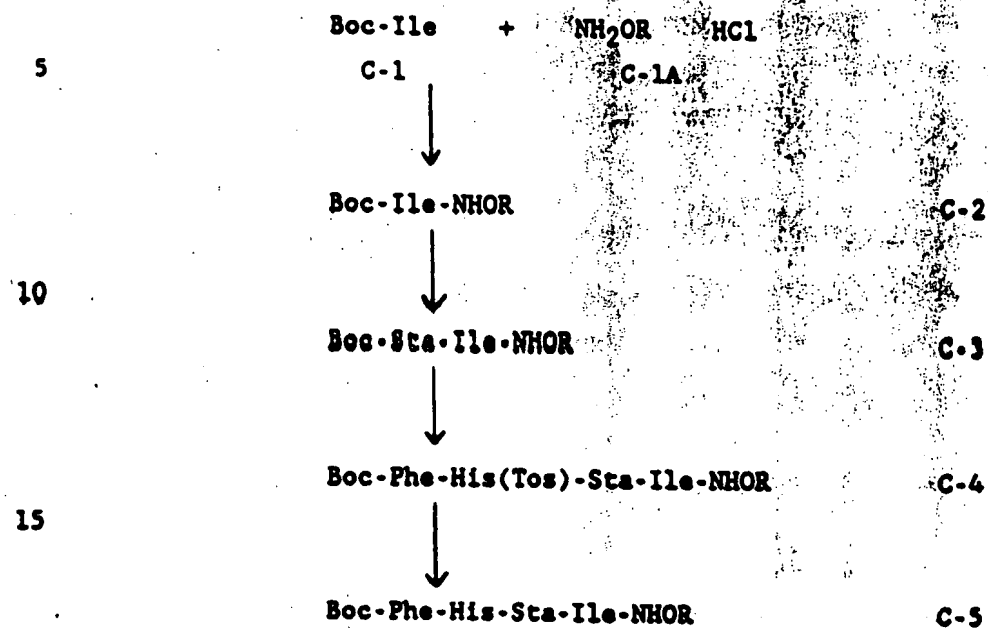 Boc-Ile + NH2OR HCl
5 C-1 C-1A
Boc-Ile-NHOR C-2
10
Boc-Sta-Ile-NHOR C-3
Boc-Phe-His(Tos)-Sta-Ile-NHOR C-4
15
Boc-Phe-His-Sta-Ile-NHOR C-5